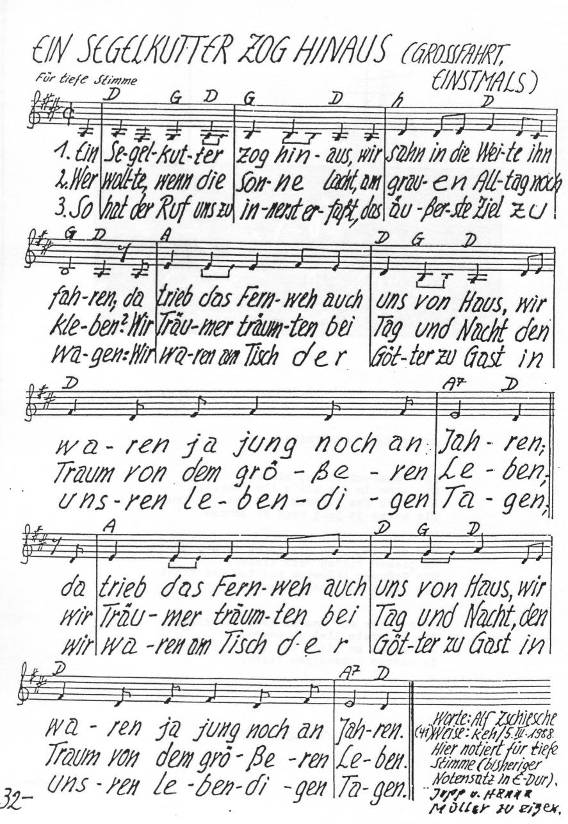 EIN SEGELKUTTER ZOG HINAUS (GROSSFAHRT,
EINSTMALS)
Für tiefe Stimme
D G D G D h D
1. Ein Se-gel-kut-ter zog hin-aus, wir sahn in die Wei-te ihn
2. Wer woll-te, wenn die Son-ne lacht, am grau-en All-tag noch
3. So hat der Ruf uns zu in-nerst er-faßt, das äu-ßer-ste Ziel zu
G D A D G D
fah-ren, da trieb das Fern-weh auch uns von Haus, wir
kle-ben? Wir Träu-mer träum-ten bei Tag und Nacht den
wa-gen: Wir wa-ren am Tisch der Göt-ter zu Gast in
D A7 D
wa-ren ja jung noch an Jah-ren;
Traum von dem grö-ße-ren Le-ben;
uns-ren le-ben-di-gen Ta-gen;
A D G D
da trieb das Fern-weh auch uns von Haus, wir
wir Träu-mer träum-ten bei Tag und Nacht, den
wir wa-ren am Tisch der Göt-ter zu Gast in
D A7 D
wa-ren ja jung noch an Jah-ren.
Traum von dem grö-ße-ren Le-ben.
uns-ren le-ben-di-gen Ta-gen.
Worte: Alf Zschiesche
Weise: Keh/5.VI.1988
Hier notiert für tiefe
Stimme (bisheriger
Notensatz in E-Dur).
Jupp u.
Müller zu eigen.
32-